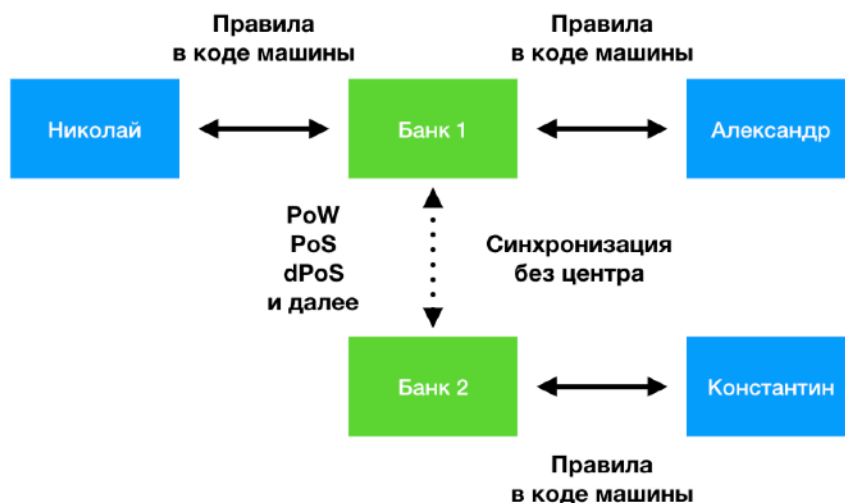 Правила
в коде машины
Правила
в коде машины
Николай
Банк 1
Александр
PoW
PoS
dPoS
и далее
Синхронизация
без центра
Банк 2
Константин
Правила
в коде машины